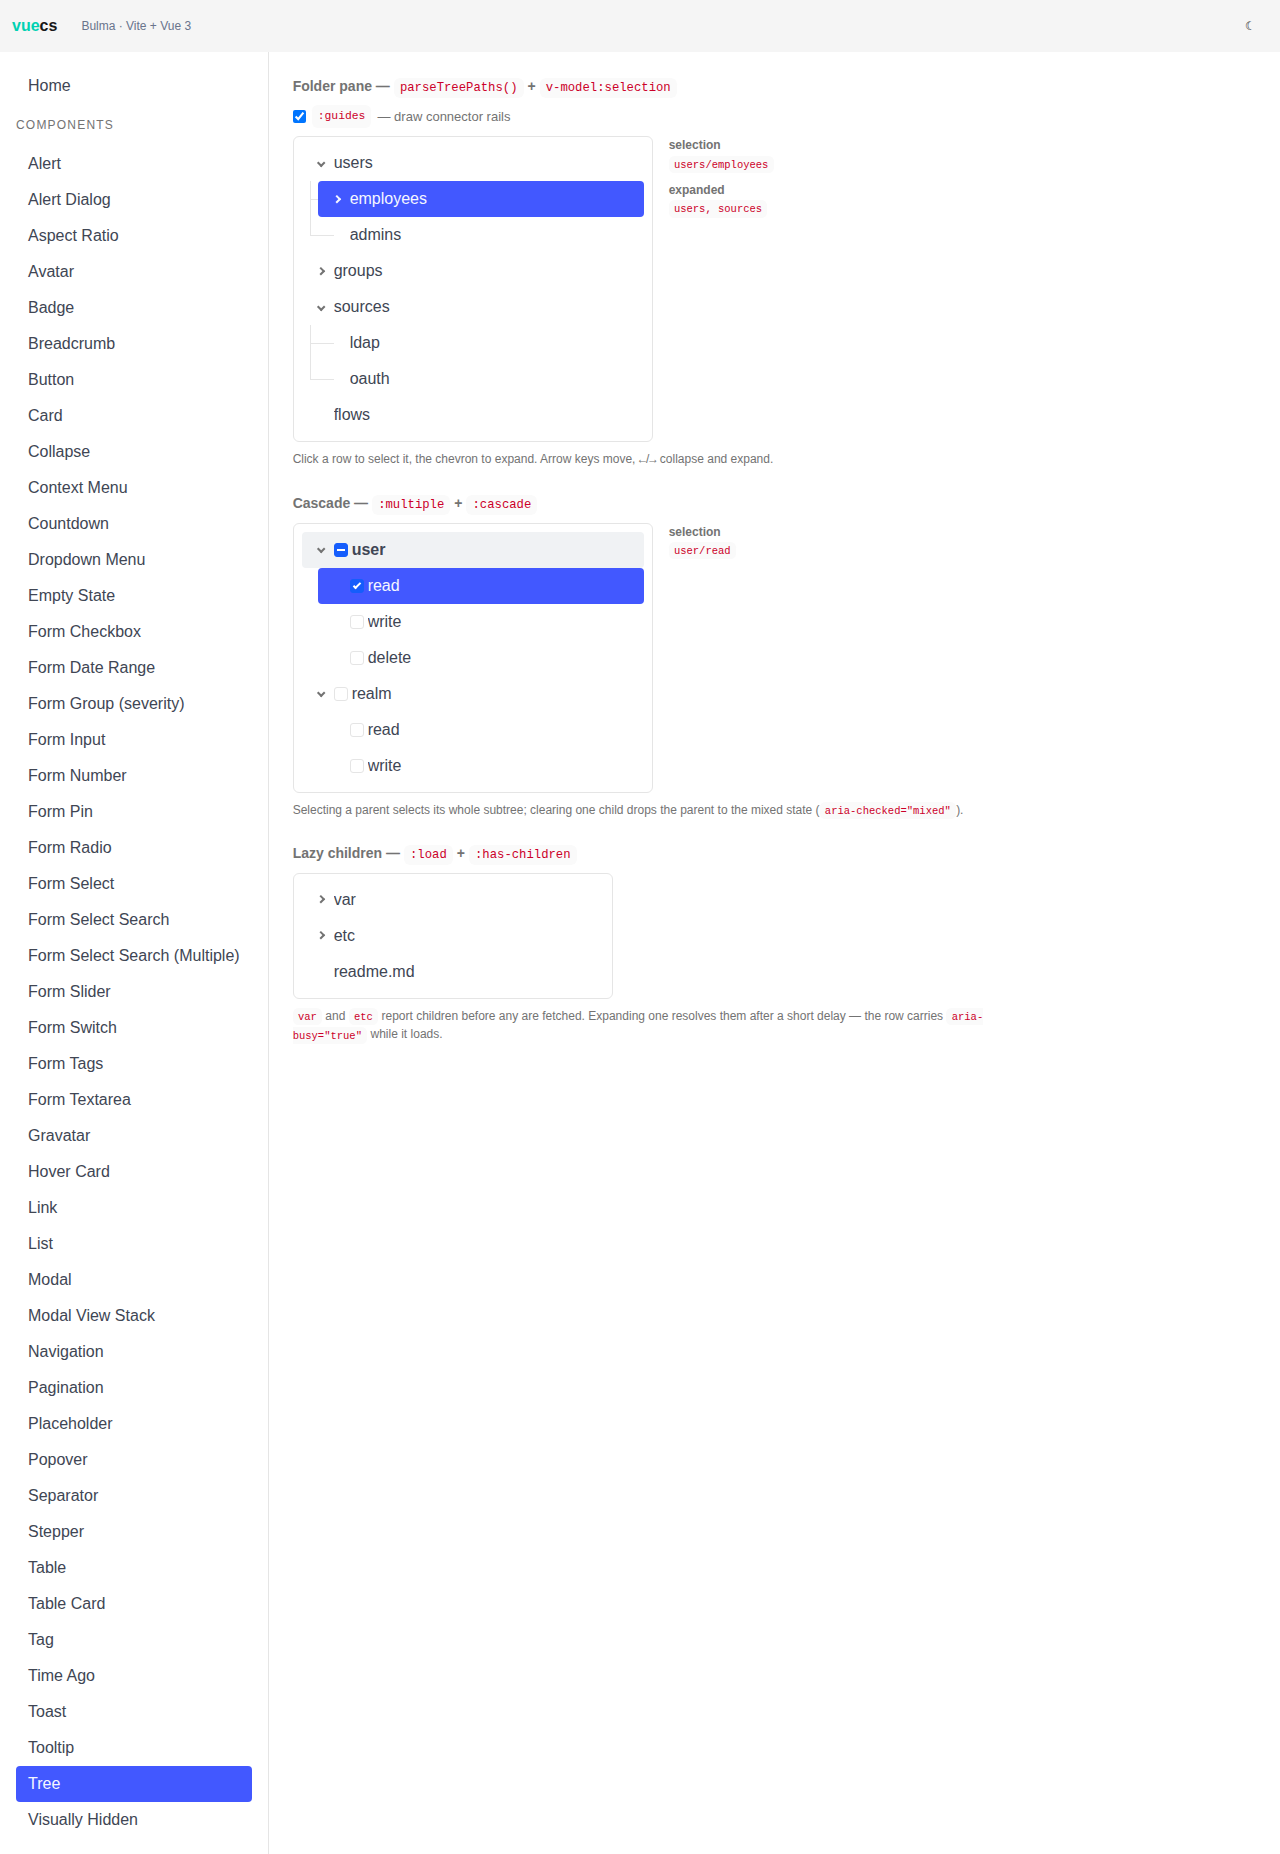 vuecs Bulma · Vite + Vue 3 ☾
Home
COMPONENTS
Alert
Alert Dialog
Aspect Ratio
Avatar
Badge
Breadcrumb
Button
Card
Collapse
Context Menu
Countdown
Dropdown Menu
Empty State
Form Checkbox
Form Date Range
Form Group (severity)
Form Input
Form Number
Form Pin
Form Radio
Form Select
Form Select Search
Form Select Search (Multiple)
Form Slider
Form Switch
Form Tags
Form Textarea
Gravatar
Hover Card
Link
List
Modal
Modal View Stack
Navigation
Pagination
Placeholder
Popover
Separator
Stepper
Table
Table Card
Tag
Time Ago
Toast
Tooltip
Tree
Visually Hidden
Folder pane — parseTreePaths() + v-model:selection
:guides — draw connector rails
users
employees
admins
groups
sources
ldap
oauth
flows
selection
users/employees
expanded
users, sources
Click a row to select it, the chevron to expand. Arrow keys move, ←/→ collapse and expand.
Cascade — :multiple + :cascade
user
read
write
delete
realm
read
write
selection
user/read
Selecting a parent selects its whole subtree; clearing one child drops the parent to the mixed state ( aria-checked="mixed" ).
Lazy children — :load + :has-children
var
etc
readme.md
var and etc report children before any are fetched. Expanding one resolves them after a short delay — the row carries aria-
busy="true" while it loads.